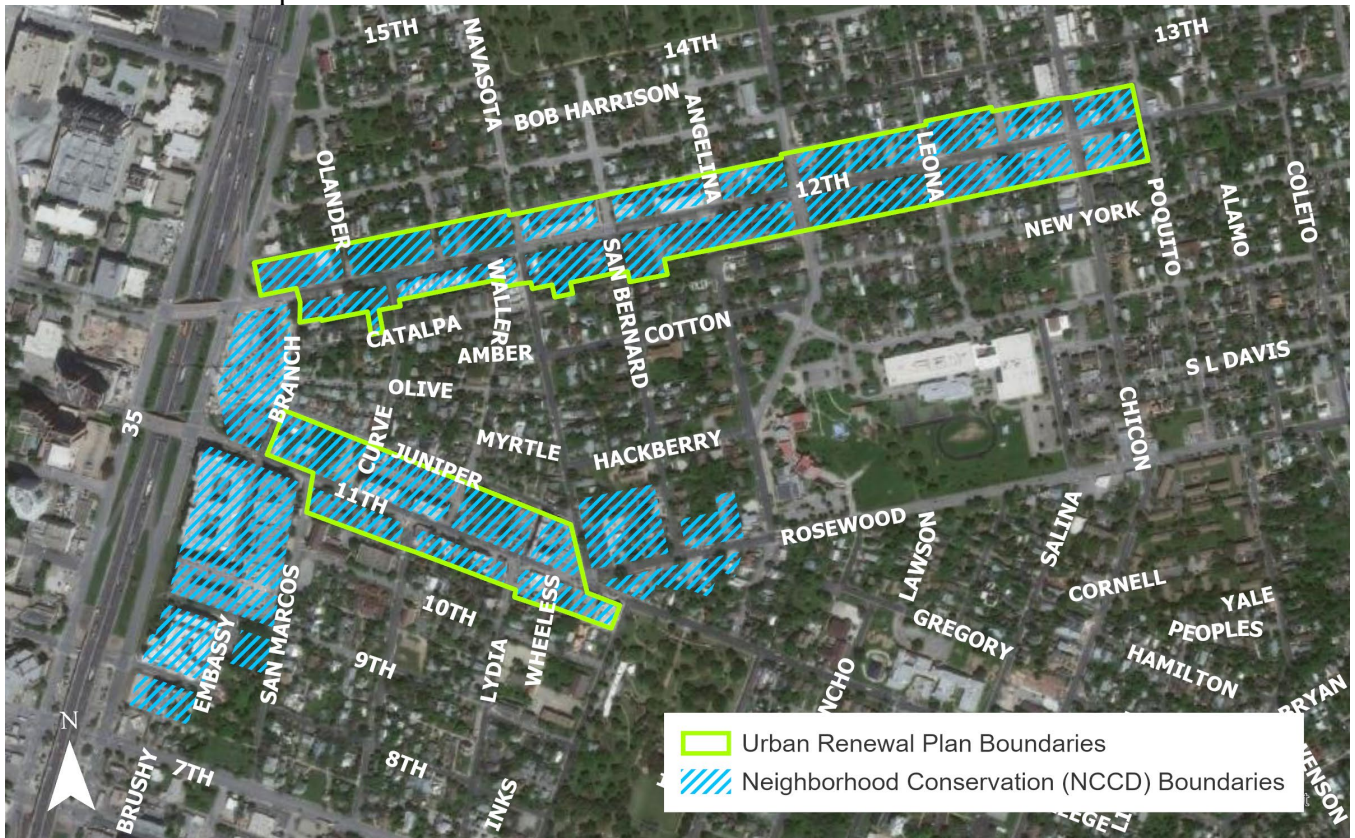 15TH
NAVASOTA
14TH
13TH
BOB HARRISON
ANGELINA
OLANDER
LEONA
12TH
COLETO
POQUITO
ALAMO
NEW YORK
SAN BERNARD
WALLER
CATALPA
COTTON
AMBER
BRANCH
OLIVE
S L DAVIS
35
CURVE
MYRTLE
JUNIPER
HACKBERRY
CHICON
11TH
ROSEWOOD
SALINA
LAWSON
EMBASSY
SAN MARCOS
10TH
WHEELESS
CORNELL
YALE
PEOPLES
GREGORY
9TH
LYDIA
HAMILTON
NCHO
BRYAN
N
7TH
8TH
BRUSHY
INKS
Urban Renewal Plan Boundaries
Neighborhood Conservation (NCCD) Boundaries